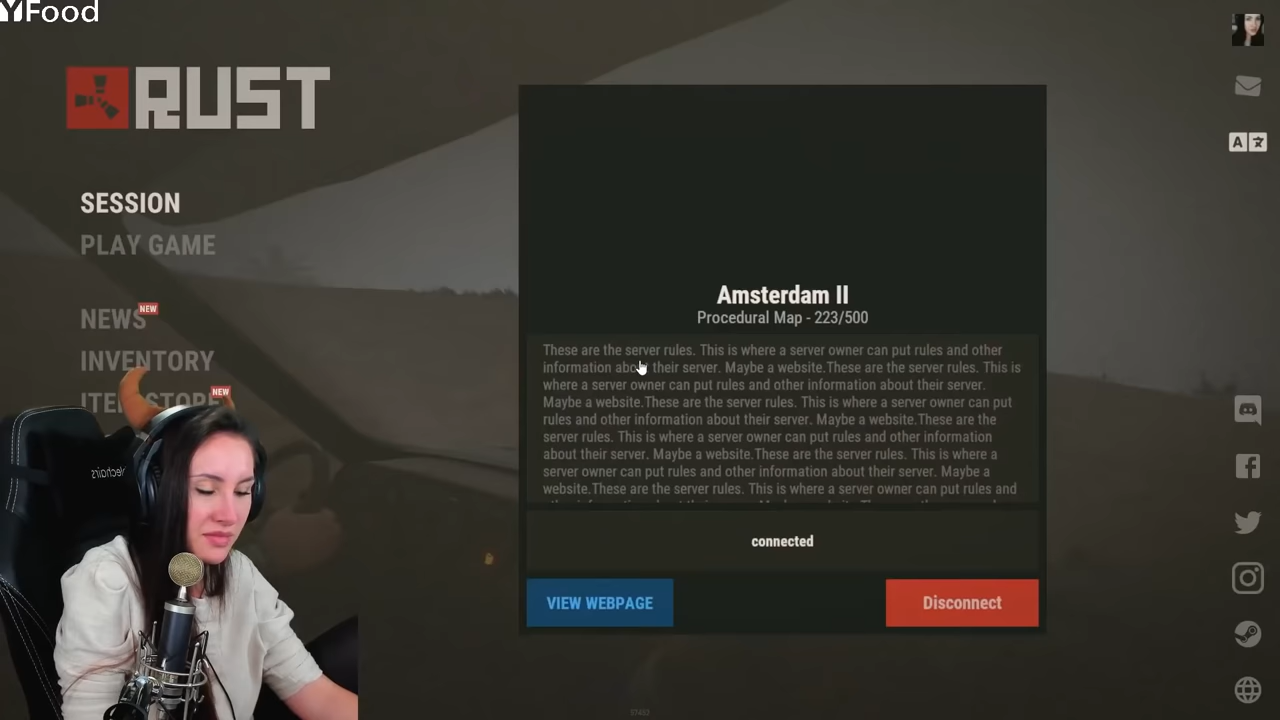 YFood
RUST
SESSION
PLAY GAME
NEWS
NEW
INVENTORY
NEW
Amsterdam II
Procedural Map - 223/500
These are the server rules. This is where a server owner can put rules and other
information about their server. Maybe a website.These are the server rules. This is
where a server owner can put rules and other information about their server.
Maybe a website.These are the server rules. This is where a server owner can put
rules and other information about their server. Maybe a website.These are the
server rules. This is where a server owner can put rules and other information
about their server. Maybe a website.These are the server rules. This is where a
server owner can put rules and other information about their server. Maybe a
website.These are the server rules. This is where a server owner can put rules and
connected
VIEW WEBPAGE
Disconnect
A